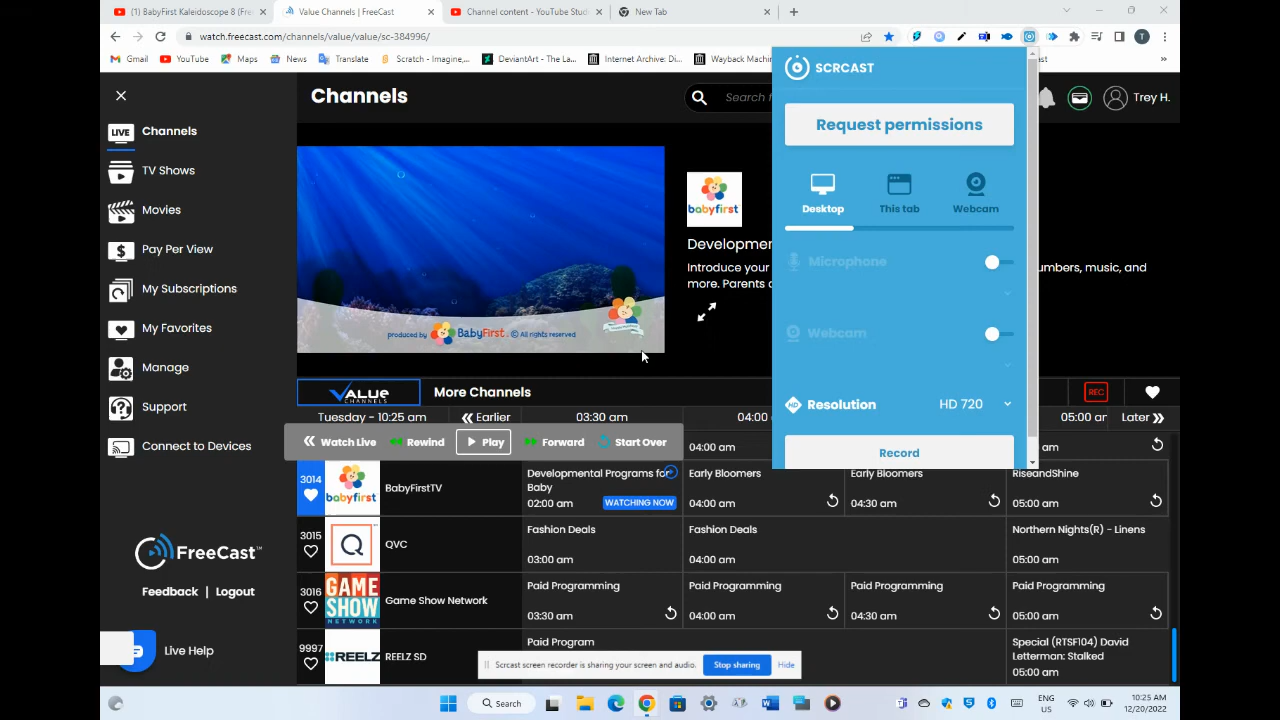 (1) BabyFirst Kaleidoscope 8 (Fre
Value Channels | FreeCast
Channel content - YouTube Stud
New Tab
watch.freecast.com/channels/value/value/sc-384996/
Gmail
YouTube
Maps
News
Translate
Scratch - Imagine,...
DeviantArt - The La...
Internet Archive: Di...
Wayback Machin
ost
SCRCAST
Request permissions
Desktop
This tab
Webcam
Microphone
Webcam
Resolution
HD 720
Record
Channels
Search f
Trey H.
LIVE
Channels
TV Shows
Movies
Pay Per View
My Subscriptions
My Favorites
Manage
Support
Connect to Devices
FreeCast
Feedback | Logout
Live Help
produced by BabyFirst. © All rights reserved
babyfirst
Developme
Introduce your
umbers, music, and
more. Parents c
VALUE
CHANNELS
More Channels
REC
Tuesday - 10:25 am
Earlier
03:30 am
04:00
05:00 ar
Later
Watch Live
Rewind
Play
Forward
Start Over
04:00 am
3014
babyfirst
BabyFirstTV
Developmental Programs for
Baby
02:00 am
WATCHING NOW
Early Bloomers
04:00 am
Early Bloomers
04:30 am
RiseandShine
05:00 am
3015
Q
QVC
Fashion Deals
03:00 am
Fashion Deals
04:00 am
Northern Nights(R) - Linens
05:00 am
3016
GAME
SHOW
NETWORK
Game Show Network
Paid Programming
03:30 am
Paid Programming
04:00 am
Paid Programming
04:30 am
Paid Programming
05:00 am
9997
REELZ
REELZ SD
Paid Program
Special (RTSF104) David
Letterman: Stalked
05:00 am
Scrcast screen recorder is sharing your screen and audio.
Stop sharing
Hide
Search
ENG
US
10:25 AM
12/20/2022